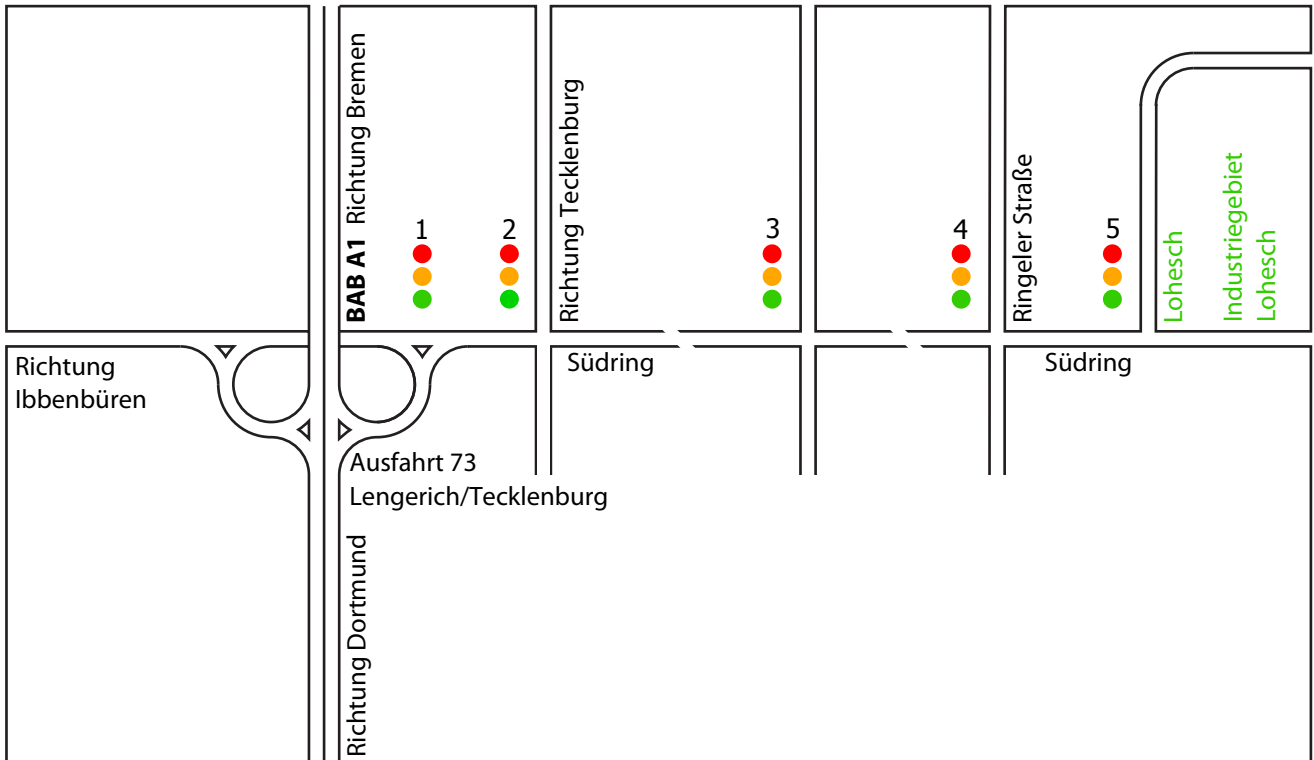 BAB A1 Richtung Bremen
1
2
Richtung Tecklenburg
3
4
Ringeler Straße
5
Lohesch
Industriegebiet
Lohesch
Richtung
Ibbenbüren
Südring
Südring
Ausfahrt 73
Lengerich/Tecklenburg
Richtung Dortmund